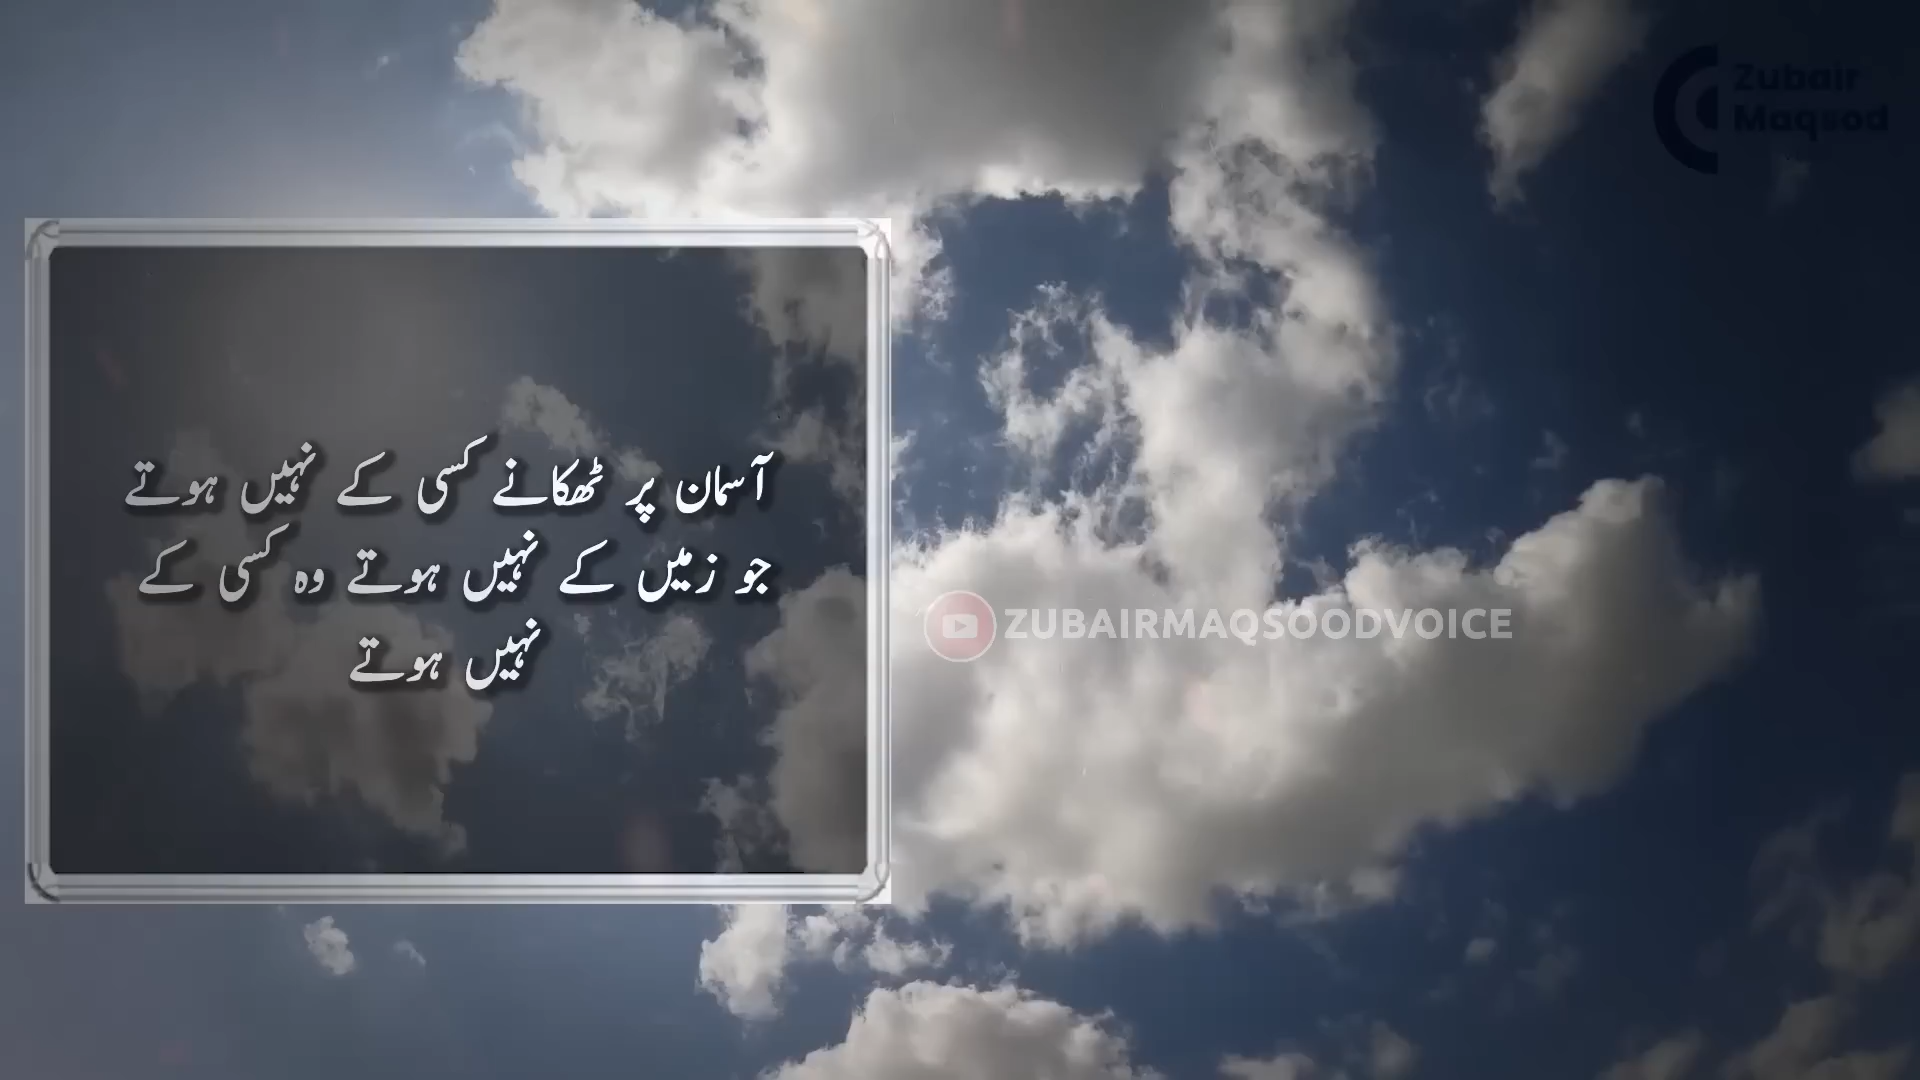 Zubair
Maqsod
آسمان پر ٹھکانے کسی کے نہیں ہوتے
جو زمیں کے نہیں ہوتے وہ کسی کے
نہیں ہوتے
ZUBAIRMAQSOODVOICE